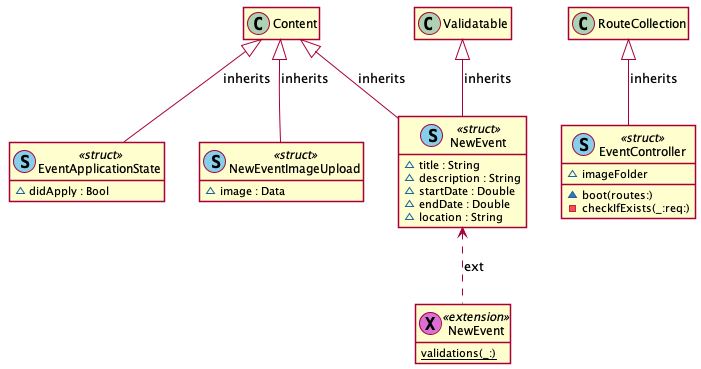 C Content
C Validatable
C RouteCollection
inherits
inherits
inherits
inherits
inherits
S «struct»
EventApplicationState
~ didApply : Bool
S «struct»
NewEventImageUpload
~ image : Data
S «struct»
NewEvent
~ title : String
~ description : String
~ startDate : Double
~ endDate : Double
~ location : String
S «struct»
EventController
~ imageFolder
boot(routes:)
checkIfExists(_:req:)
ext
X «extension»
NewEvent
validations(_:)